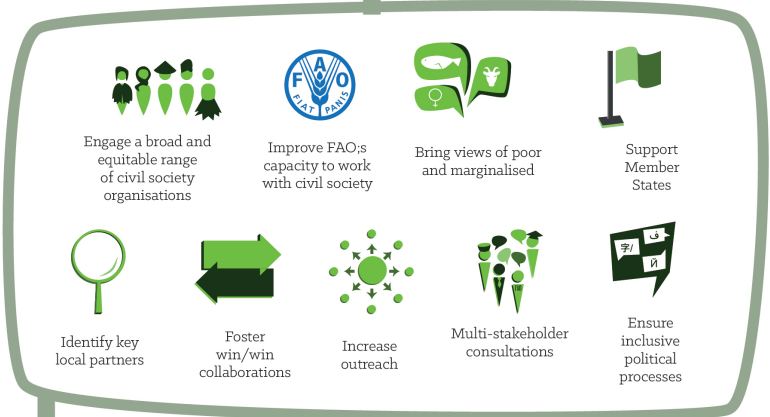 F A O
FIAT PANIS
Engage a broad and
equitable range
of civil society
organisations
Improve FAO;s
capacity to work
with civil society
Bring views of poor
and marginalised
Support
Member
States
Identify key
local partners
Foster
win/win
collaborations
Increase
outreach
Multi-stakeholder
consultations
字/
ف
Й
Ensure
inclusive
political
processes